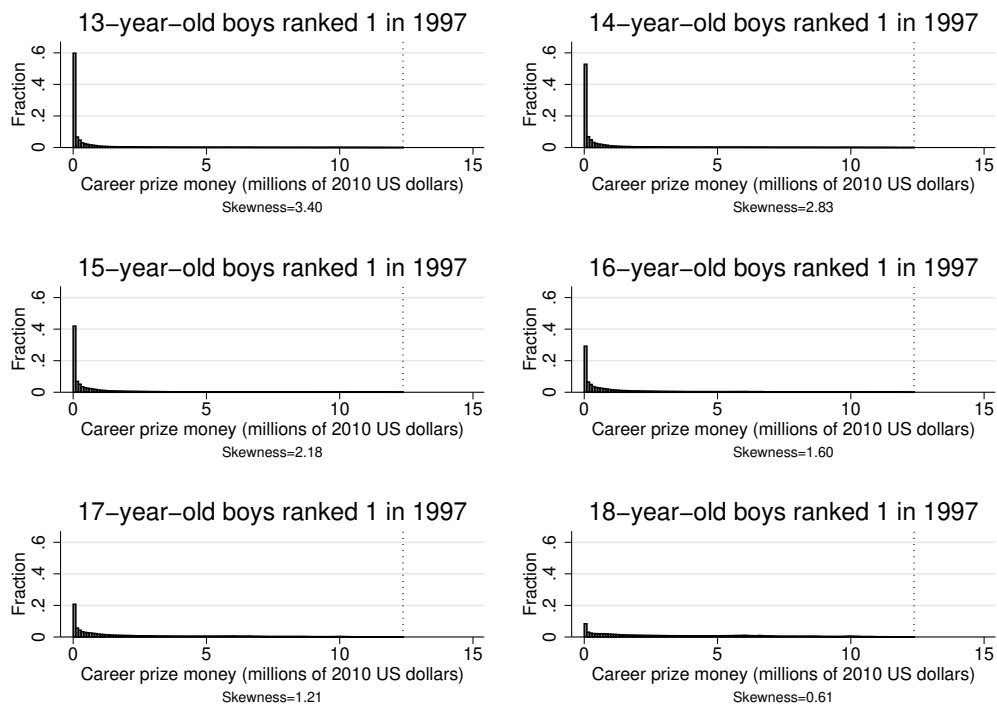 13−year−old boys ranked 1 in 1997
.6
.4
.2
0
Fraction
0 5 10 15
Career prize money (millions of 2010 US dollars)
Skewness=3.40
14−year−old boys ranked 1 in 1997
.6
.4
.2
0
Fraction
0 5 10 15
Career prize money (millions of 2010 US dollars)
Skewness=2.83
15−year−old boys ranked 1 in 1997
.6
.4
.2
0
Fraction
0 5 10 15
Career prize money (millions of 2010 US dollars)
Skewness=2.18
16−year−old boys ranked 1 in 1997
.6
.4
.2
0
Fraction
0 5 10 15
Career prize money (millions of 2010 US dollars)
Skewness=1.60
17−year−old boys ranked 1 in 1997
.6
.4
.2
0
Fraction
0 5 10 15
Career prize money (millions of 2010 US dollars)
Skewness=1.21
18−year−old boys ranked 1 in 1997
.6
.4
.2
0
Fraction
0 5 10 15
Career prize money (millions of 2010 US dollars)
Skewness=0.61